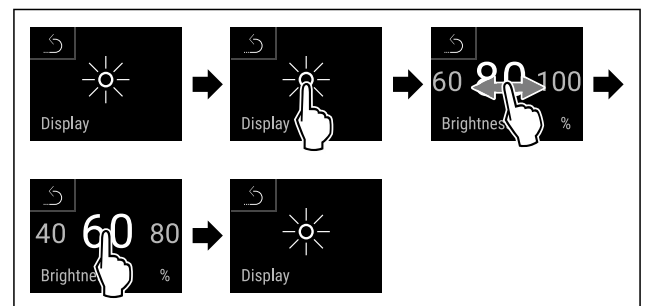 Display
Display
60 80 100
Brightnes %
40 60 80
Brightne %
Display